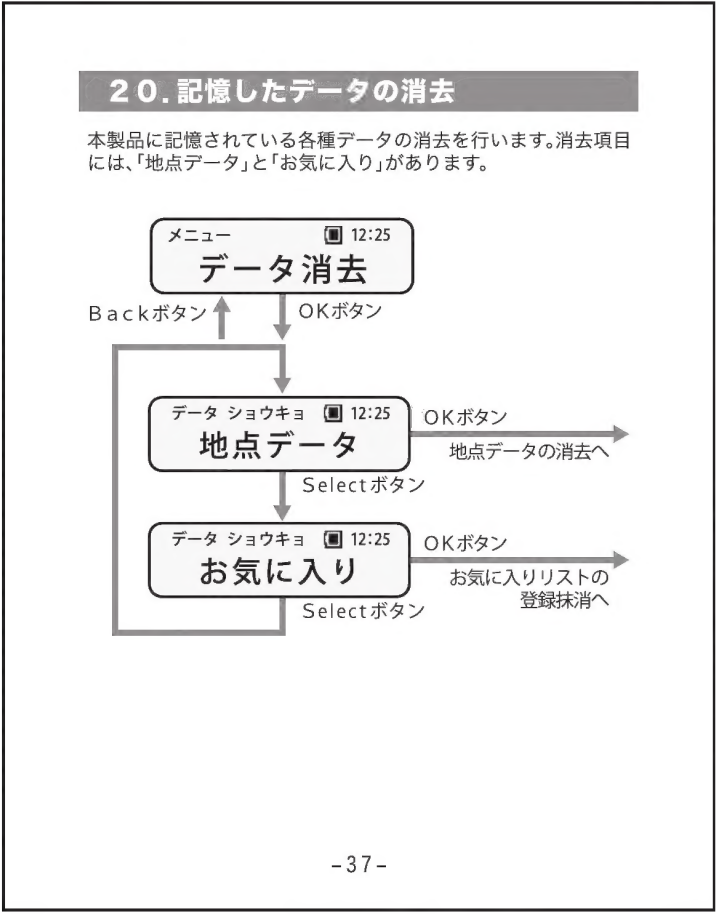 ２０.記憶したデータの消去
本製品に記憶されている各種データの消去を行います。消去項目
には、｢地点データ｣と｢お気に入り｣があります。
メニュー 12:25
データ消去
Ｂａｃｋボタン
ＯＫボタン
データ ショウキョ 12:25
地点データ
ＯＫボタン
地点データの消去へ
Selectボタン
データ ショウキョ 12:25
お気に入り
ＯＫボタン
お気に入りリストの
登録抹消へ
Selectボタン
-37-